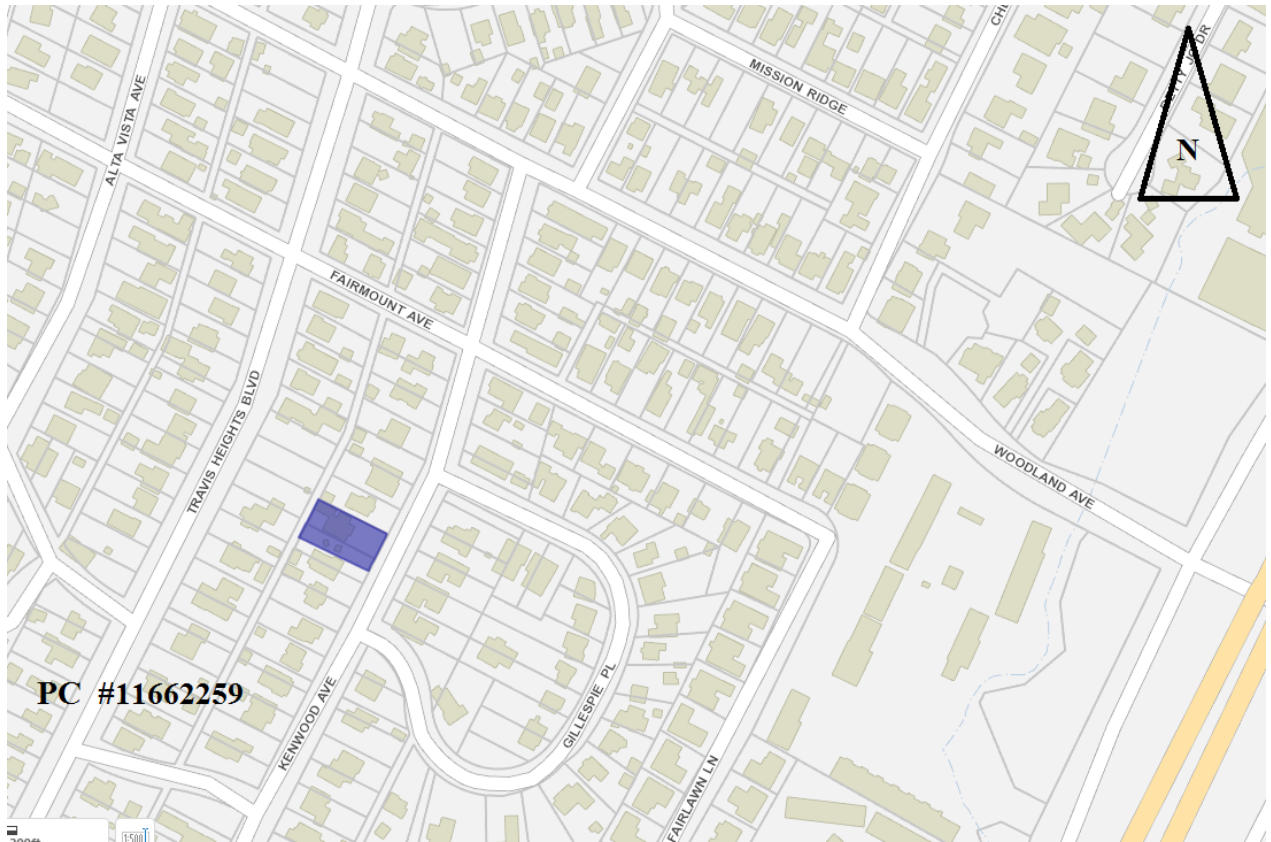 MISSION RIDGE
ALTA VISTA AVE
N
FAIRMOUNT AVE
TRAVIS HEIGHTS BLVD
WOODLAND AVE
PC #11662259
KENWOOD AVE
GILLESPIE PL
FAIRLAWN LN